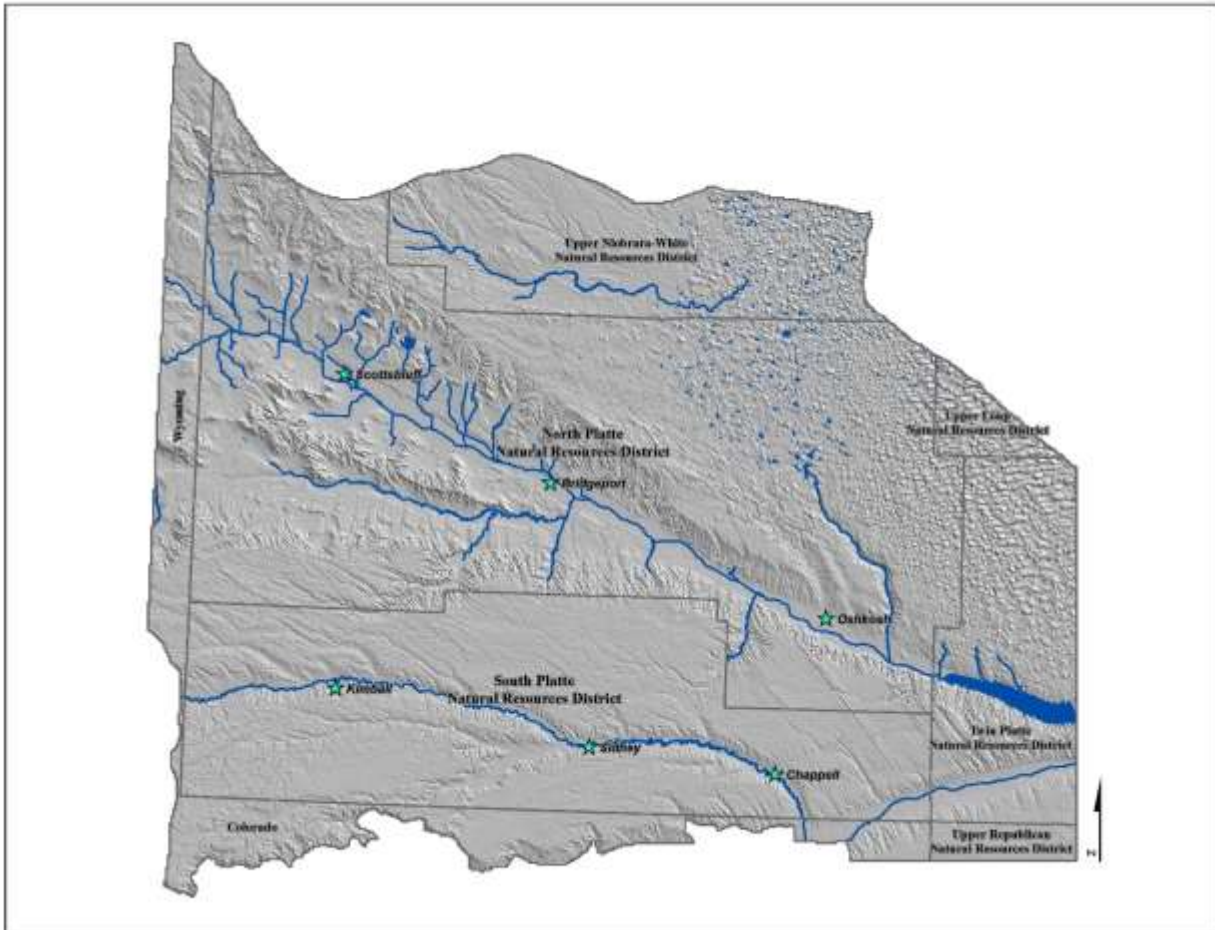 Upper Niobrara-White
Natural Resources District
Scottsbluff
Wyoming
Upper Loup
Natural Resources District
North Platte
Natural Resources District
Bridgeport
Oshkosh
South Platte
Natural Resources District
Kimball
Sidney
Twin Platte
Natural Resources District
Chappell
Colorado
Upper Republican
Natural Resources District
N